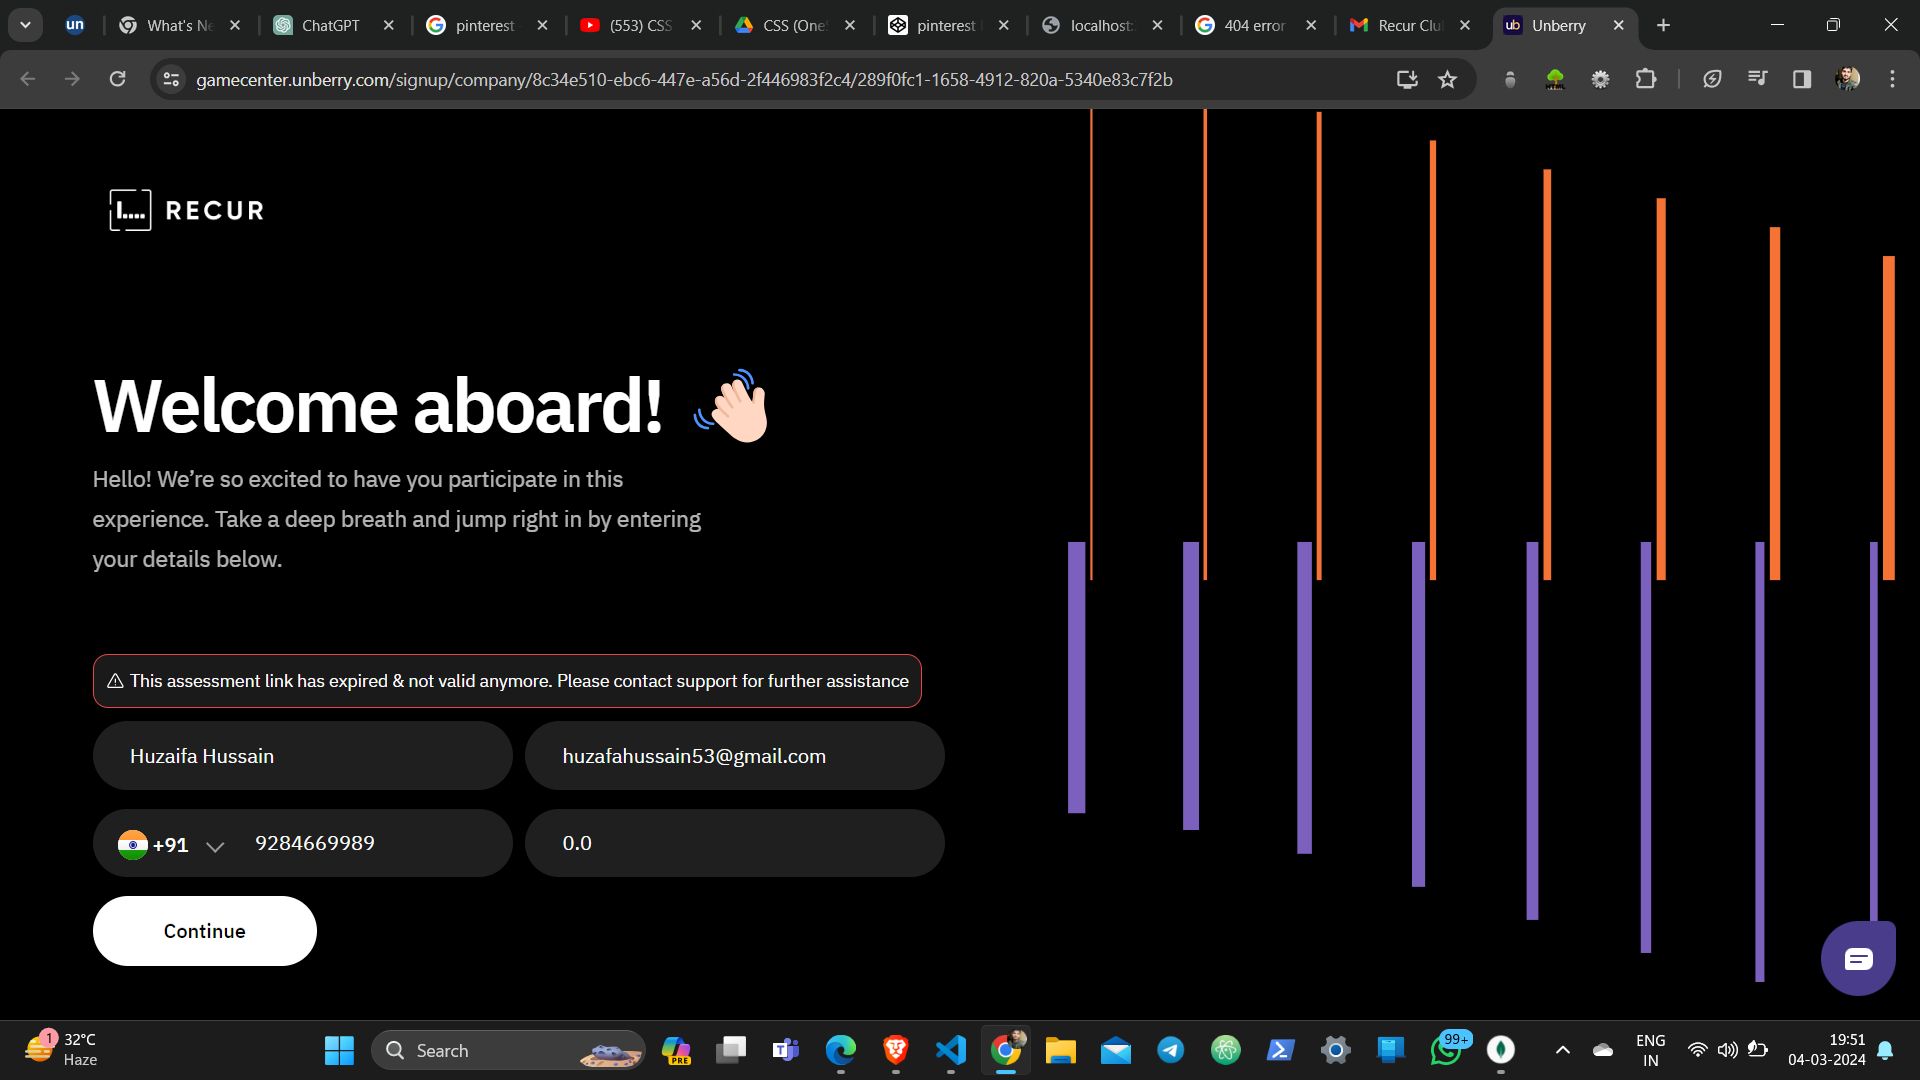 un
What's Ne
ChatGPT
pinterest
(553) CSS
CSS (One
pinterest
localhost:
404 error
Recur Clu
ub
Unberry
gamecenter.unberry.com/signup/company/8c34e510-ebc6-447e-a56d-2f446983f2c4/289f0fc1-1658-4912-820a-5340e83c7f2b
RECUR
Welcome aboard!
Hello! We’re so excited to have you participate in this
experience. Take a deep breath and jump right in by entering
your details below.
This assessment link has expired & not valid anymore. Please contact support for further assistance
Huzaifa Hussain
huzafahussain53@gmail.com
+91
9284669989
0.0
Continue
1
32°C
Haze
Search
PRE
99+
ENG
IN
19:51
04-03-2024